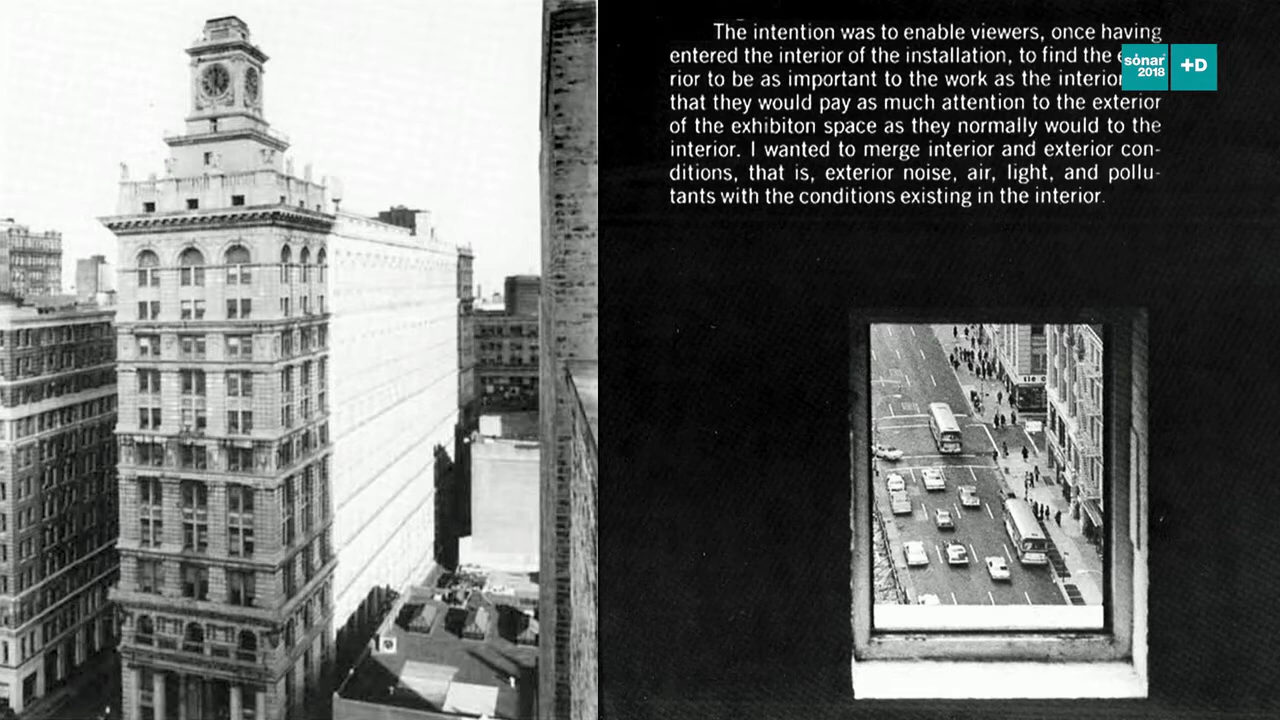 The intention was to enable viewers, once having
entered the interior of the installation, to find the
rior to be as important to the work as the interior
that they would pay as much attention to the exterior
of the exhibiton space as they normally would to the
interior. I wanted to merge interior and exterior con-
ditions, that is, exterior noise, air, light, and pollu-
tants with the conditions existing in the interior.
sónar
2018
+D